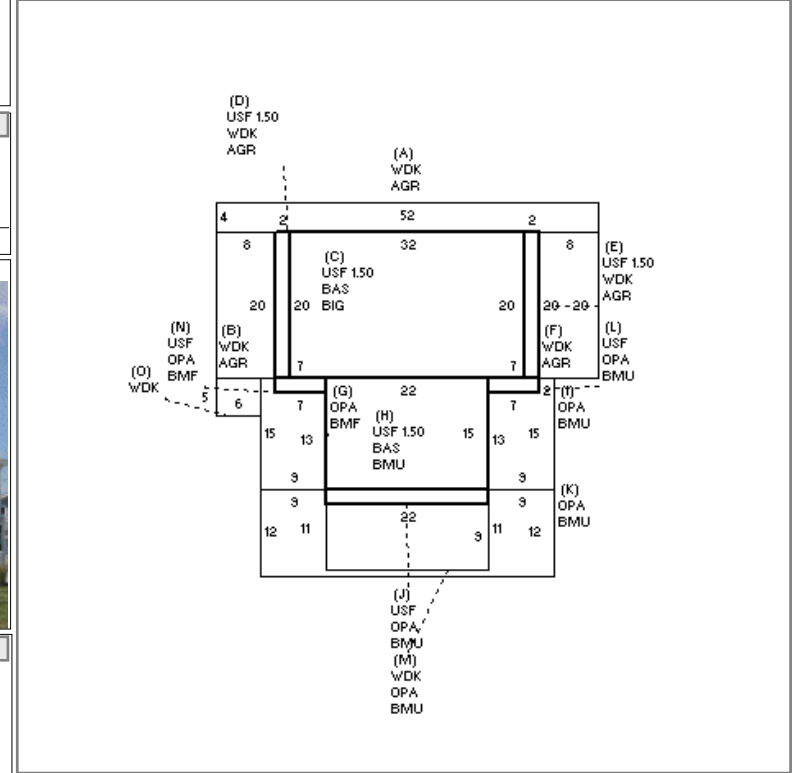 (D)
USF 1.50
WDK
AGR
(A)
WDK
AGR
4
2
52
2
8
32
8
(E)
USF 1.50
WDK
AGR
(C)
USF 1.50
BAS
BIG
20
20
20
20
20
(N)
USF
OPA
BMF
(B)
WDK
AGR
(F)
WDK
AGR
(L)
USF
OPA
BMU
(O)
WDK
7
7
5
6
7
(G)
OPA
BMF
22
2
7
(I)
OPA
BMU
(H)
USF 1.50
BAS
BMU
15
13
15
13
15
9
9
9
9
(K)
OPA
BMU
22
12
11
9
11
12
(J)
USF
OPA
BMU
(M)
WDK
OPA
BMU